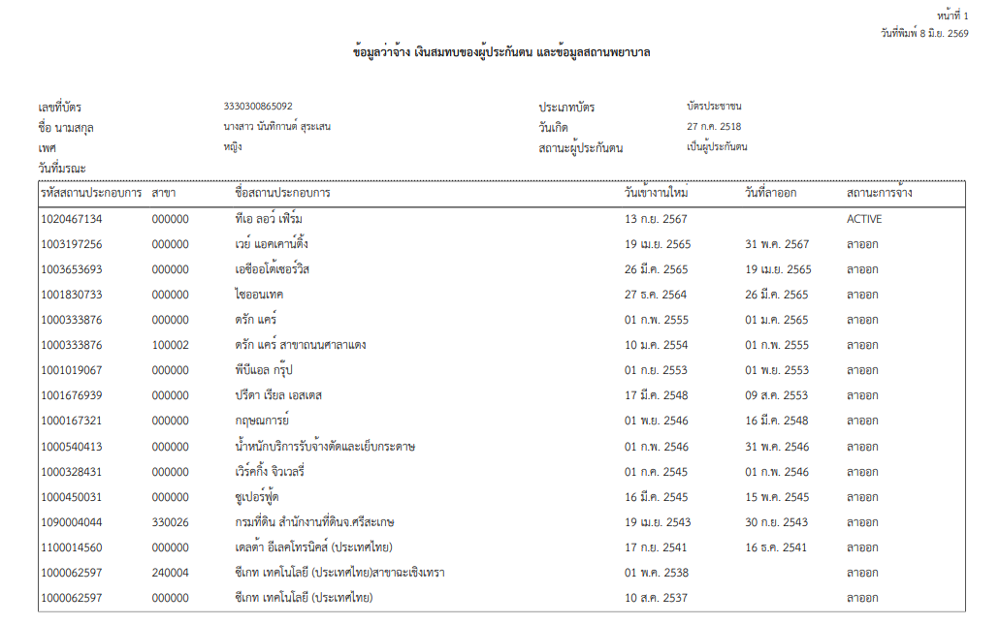 หน้าที่ 1
วันที่พิมพ์ 8 มิ.ย. 2569
ข้อมูลว่าจ้าง เงินสมทบของผู้ประกันตน และข้อมูลสถานพยาบาล
เลขที่บัตร 3330300865092 ประเภทบัตร บัตรประชาชน
ชื่อ นามสกุล นางสาว นันทิกานต์ สุระเสน วันเกิด 27 ก.ค. 2518
เพศ หญิง สถานะผู้ประกันตน เป็นผู้ประกันตน
วันที่มรณะ
รหัสสถานประกอบการ สาขา ชื่อสถานประกอบการ วันเข้างานใหม่ วันที่ลาออก สถานะการจ้าง
1020467134 000000 ทีเอ ลอว์ เฟิร์ม 13 ก.ย. 2567 ACTIVE
1003197256 000000 เวย์ แอคเคาน์ติ้ง 19 เม.ย. 2565 31 พ.ค. 2567 ลาออก
1003653693 000000 เอซีออโต้เซอร์วิส 26 มี.ค. 2565 19 เม.ย. 2565 ลาออก
1001830733 000000 ไซออนเทค 27 ธ.ค. 2564 26 มี.ค. 2565 ลาออก
1000333876 000000 ดรัก แคร์ 01 ก.พ. 2555 01 ม.ค. 2565 ลาออก
1000333876 100002 ดรัก แคร์ สาขาถนนศาลาแดง 10 ม.ค. 2554 01 ก.พ. 2555 ลาออก
1001019067 000000 พีบีแอล กรุ๊ป 01 ก.ย. 2553 01 พ.ย. 2553 ลาออก
1001676939 000000 ปรีดา เรียล เอสเตส 17 มี.ค. 2548 09 ส.ค. 2553 ลาออก
1000167321 000000 กฤษณการย์ 01 พ.ย. 2546 16 มี.ค. 2548 ลาออก
1000540413 000000 น้ำหนักบริการรับจ้างตัดและเย็บกระดาษ 01 ก.พ. 2546 31 พ.ค. 2546 ลาออก
1000328431 000000 เวิร์คกิ้ง จิวเวลรี่ 01 ก.ค. 2545 01 ก.พ. 2546 ลาออก
1000450031 000000 ซูเปอร์ฟู้ด 16 มี.ค. 2545 15 พ.ค. 2545 ลาออก
1090004044 330026 กรมที่ดิน สำนักงานที่ดินจ.ศรีสะเกษ 19 เม.ย. 2543 30 ก.ย. 2543 ลาออก
1100014560 000000 เดลต้า อีเลคโทรนิคส์ (ประเทศไทย) 17 ก.ย. 2541 16 ธ.ค. 2541 ลาออก
1000062597 240004 ซีเกท เทคโนโลยี (ประเทศไทย)สาขาฉะเชิงเทรา 01 พ.ค. 2538 ลาออก
1000062597 000000 ซีเกท เทคโนโลยี (ประเทศไทย) 10 ส.ค. 2537 ลาออก